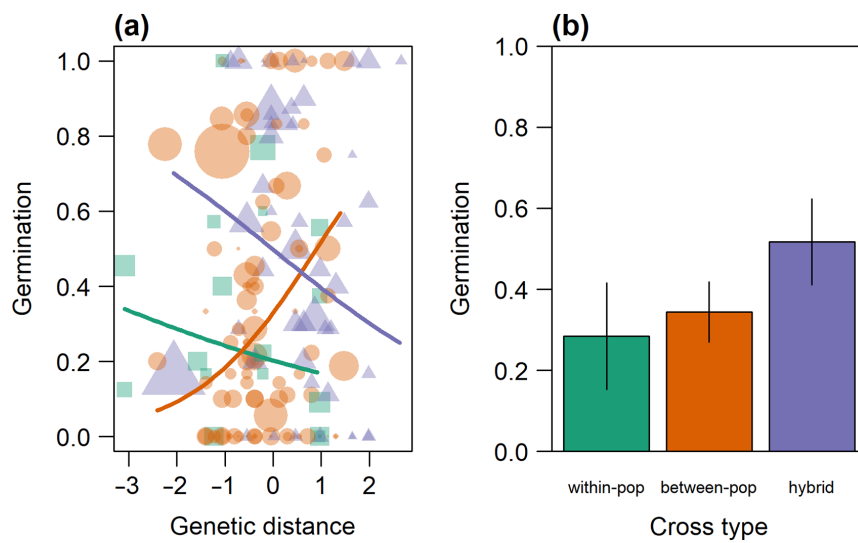 (a)
Germination
1.0
0.8
0.6
0.4
0.2
0.0
−3 −2 −1 0 1 2
Genetic distance
(b)
Germination
1.0
0.8
0.6
0.4
0.2
0.0
within-pop between-pop hybrid
Cross type